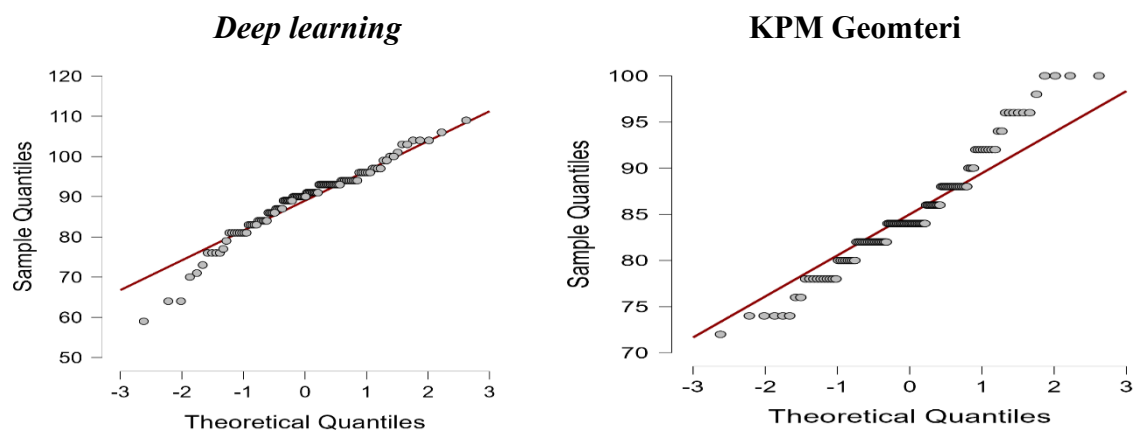 Deep learning
120
110
100
90
80
70
60
50
Sample Quantiles
-3 -2 -1 0 1 2 3
Theoretical Quantiles
KPM Geomteri
100
95
90
85
80
75
70
Sample Quantiles
-3 -2 -1 0 1 2 3
Theoretical Quantiles